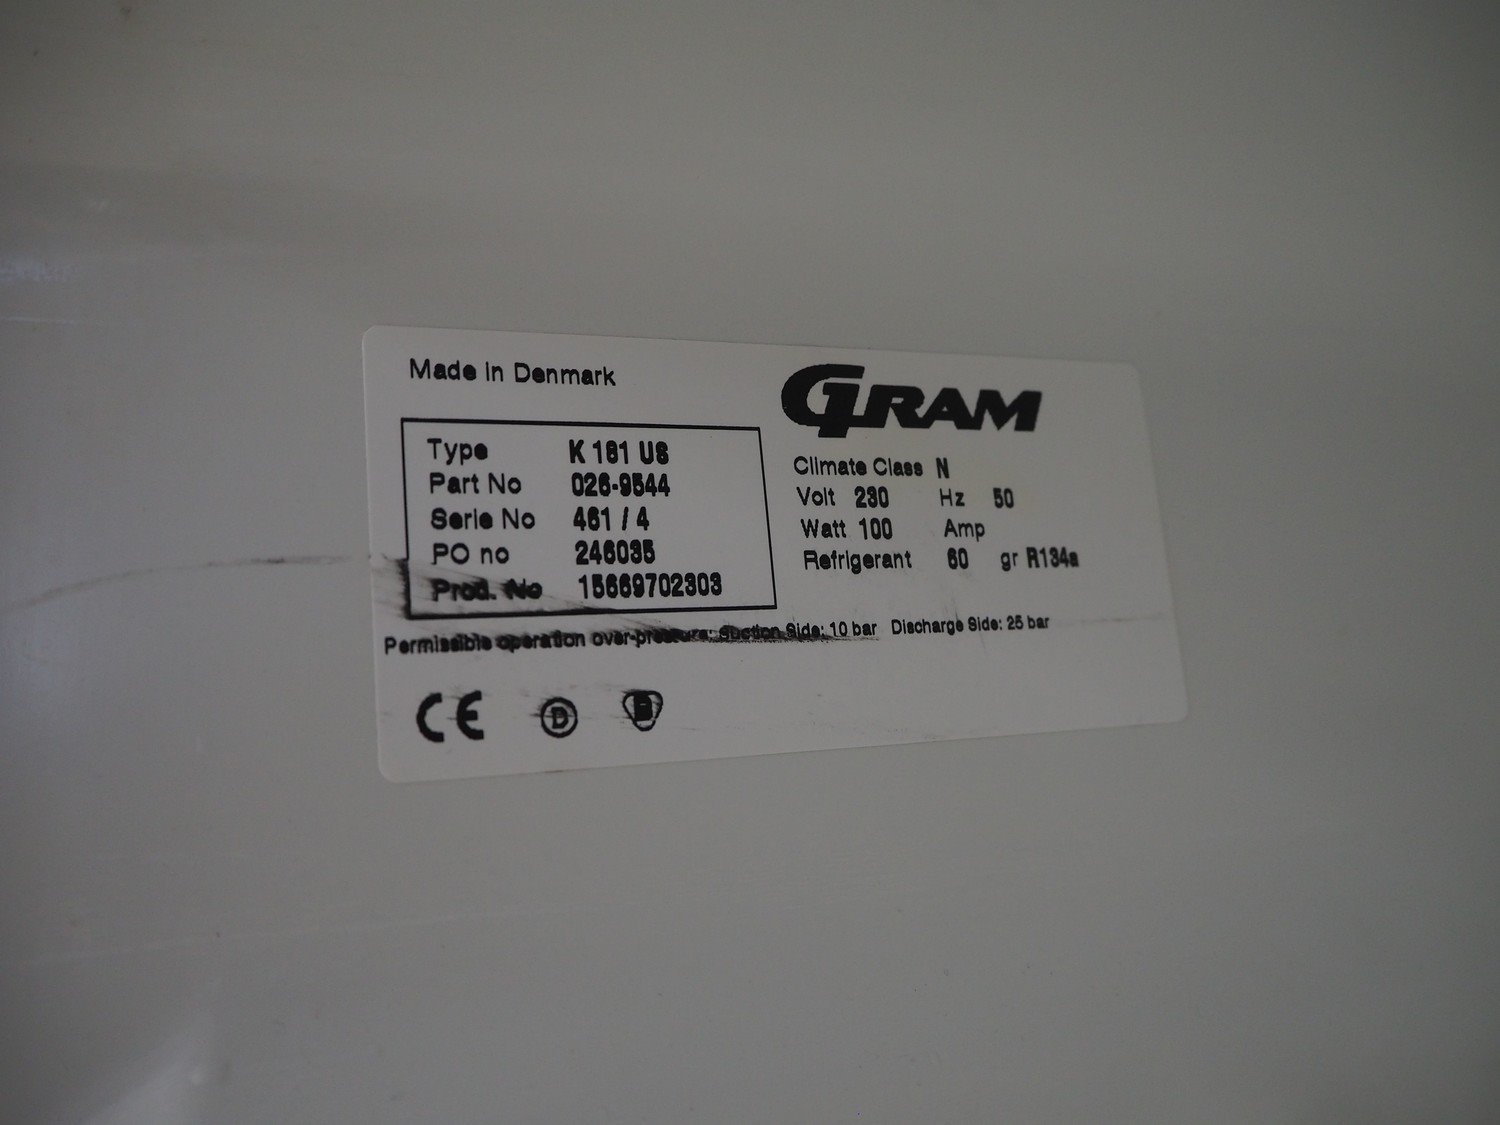 Made in Denmark
GRAM
Type K 181 US
Part No 026-9544
Serie No 461 / 4
PO no 246035
Prod. No 15669702303
Climate Class N
Volt 230 Hz 50
Watt 100 Amp
Refrigerant 60 gr R134a
Permissible operation over-pressure: Suction Side: 10 bar Discharge Side: 25 bar
CE D